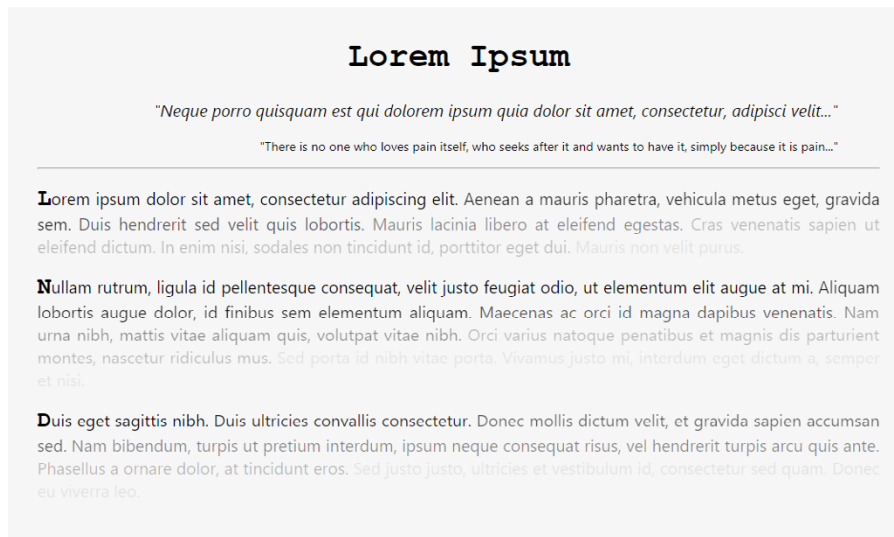 Lorem Ipsum
"Neque porro quisquam est qui dolorem ipsum quia dolor sit amet, consectetur, adipisci velit..."
"There is no one who loves pain itself, who seeks after it and wants to have it, simply because it is pain..."
Lorem ipsum dolor sit amet, consectetur adipiscing elit. Aenean a mauris pharetra, vehicula metus eget, gravida
sem. Duis hendrerit sed velit quis lobortis. Mauris lacinia libero at eleifend egestas. Cras venenatis sapien ut
eleifend dictum. In enim nisi, sodales non tincidunt id, porttitor eget dui. Mauris non velit purus.
Nullam rutrum, ligula id pellentesque consequat, velit justo feugiat odio, ut elementum elit augue at mi. Aliquam
lobortis augue dolor, id finibus sem elementum aliquam. Maecenas ac orci id magna dapibus venenatis. Nam
urna nibh, mattis vitae aliquam quis, volutpat vitae nibh. Orci varius natoque penatibus et magnis dis parturient
montes, nascetur ridiculus mus. Sed porta id nibh vitae porta. Vivamus justo mi, interdum eget dictum a, semper
et nisi.
Duis eget sagittis nibh. Duis ultricies convallis consectetur. Donec mollis dictum velit, et gravida sapien accumsan
sed. Nam bibendum, turpis ut pretium interdum, ipsum neque consequat risus, vel hendrerit turpis arcu quis ante.
Phasellus a ornare dolor, at tincidunt eros. Sed justo justo, ultricies et vestibulum id, consectetur sed quam. Donec
eu viverra leo.